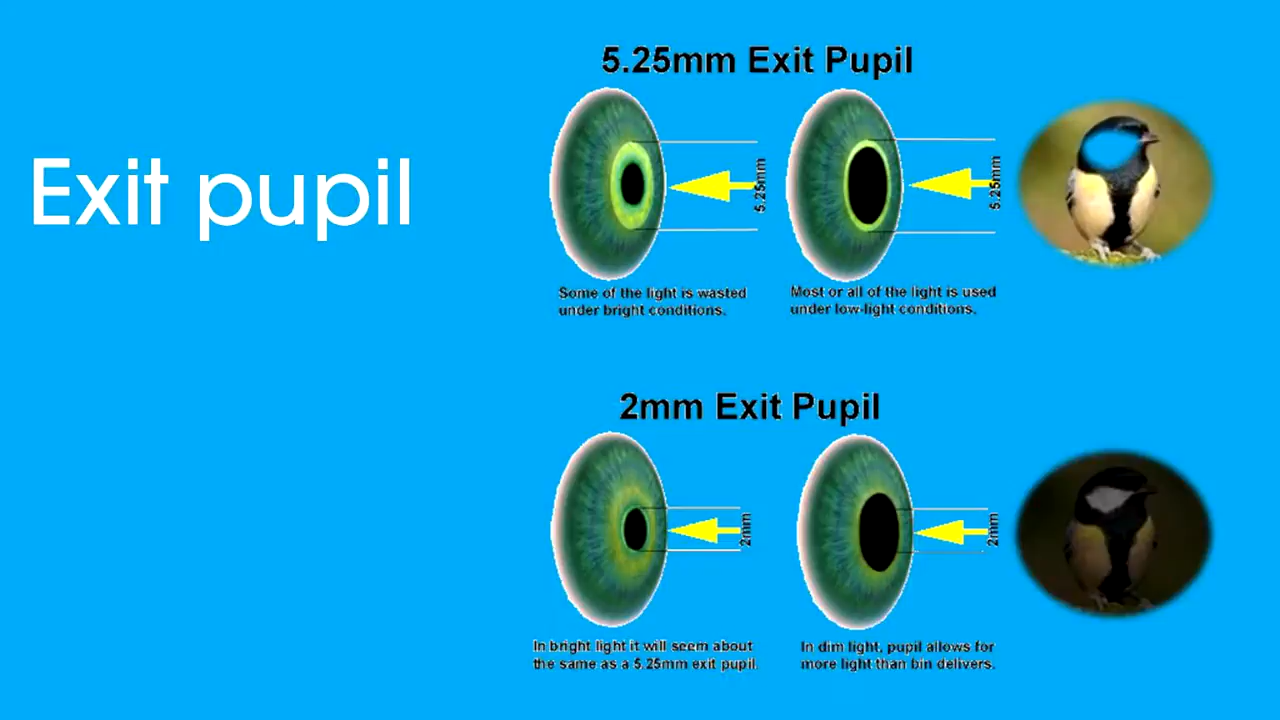 Exit pupil
5.25mm Exit Pupil
5.25mm
5.25mm
Some of the light is wasted
under bright conditions.
Most or all of the light is used
under low-light conditions.
2mm Exit Pupil
2mm
2mm
In bright light it will seem about
the same as a 5.25mm exit pupil.
In dim light, pupil allows for
more light than bin delivers.